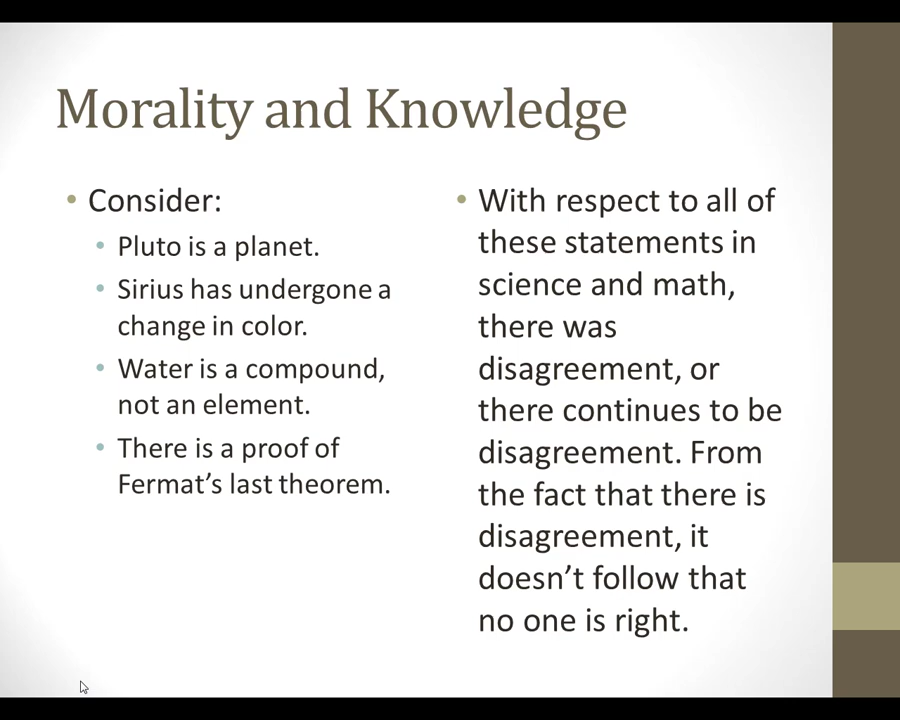 Morality and Knowledge
• Consider:
• Pluto is a planet.
• Sirius has undergone a
change in color.
• Water is a compound,
not an element.
• There is a proof of
Fermat’s last theorem.
• With respect to all of
these statements in
science and math,
there was
disagreement, or
there continues to be
disagreement. From
the fact that there is
disagreement, it
doesn’t follow that
no one is right.